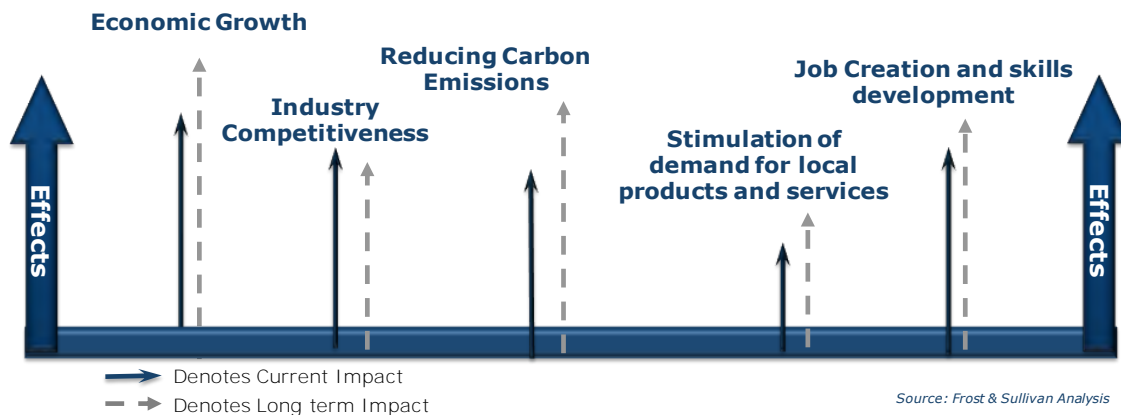 Economic Growth
Reducing Carbon
Emissions
Job Creation and skills
development
Industry
Competitiveness
Stimulation of
demand for local
products and services
Effects
Effects
Denotes Current Impact
Denotes Long term Impact
Source: Frost & Sullivan Analysis